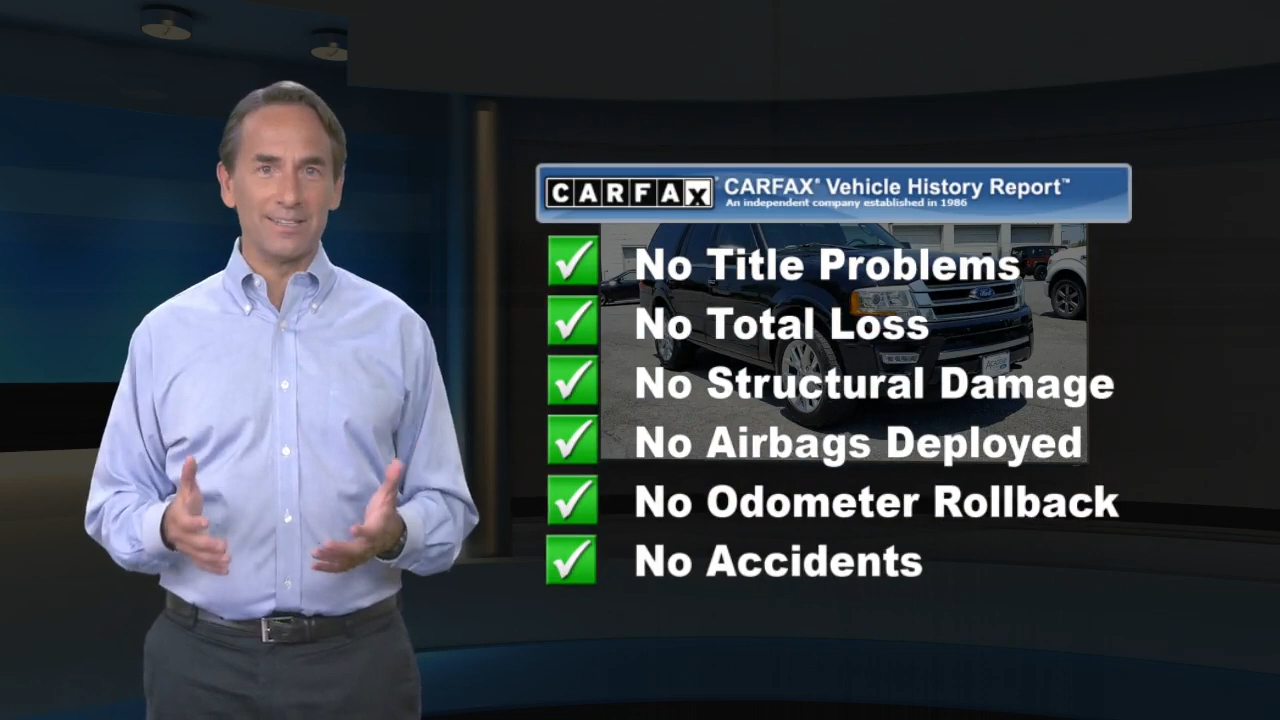 CARFAX CARFAX® Vehicle History Report™
An independent company established in 1986
No Title Problems
No Total Loss
No Structural Damage
No Airbags Deployed
No Odometer Rollback
No Accidents
Ford